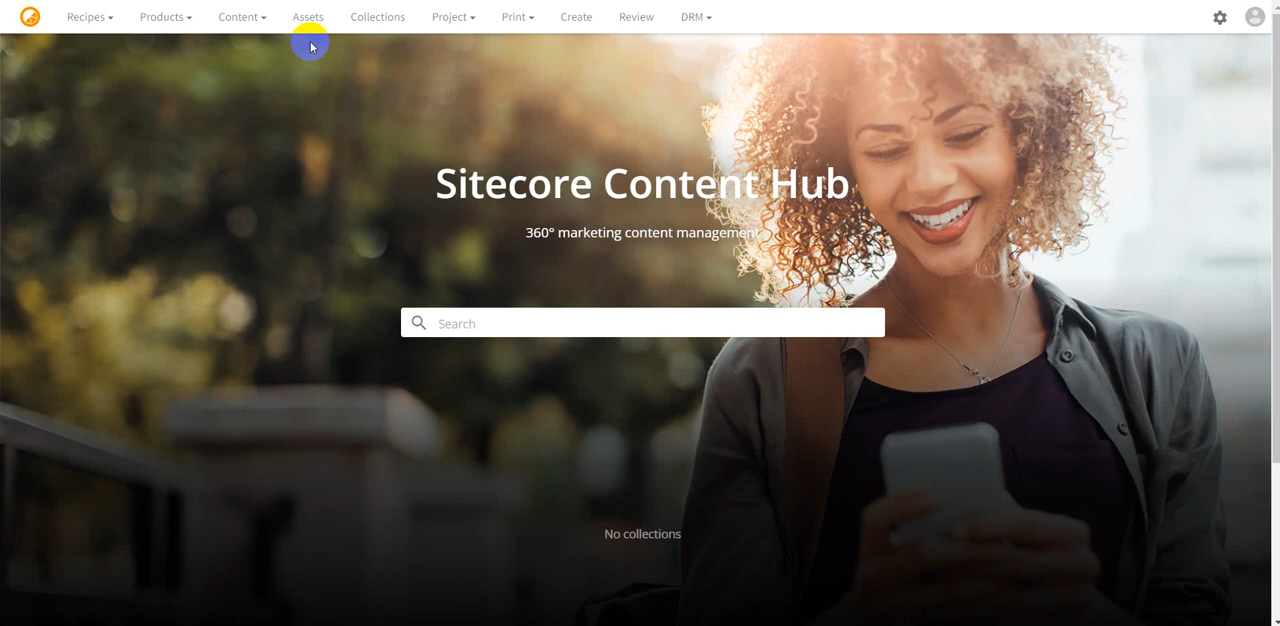 Recipes Products Content Assets Collections Project Print Create Review DRM
Sitecore Content Hub
360° marketing content management
Search
No collections